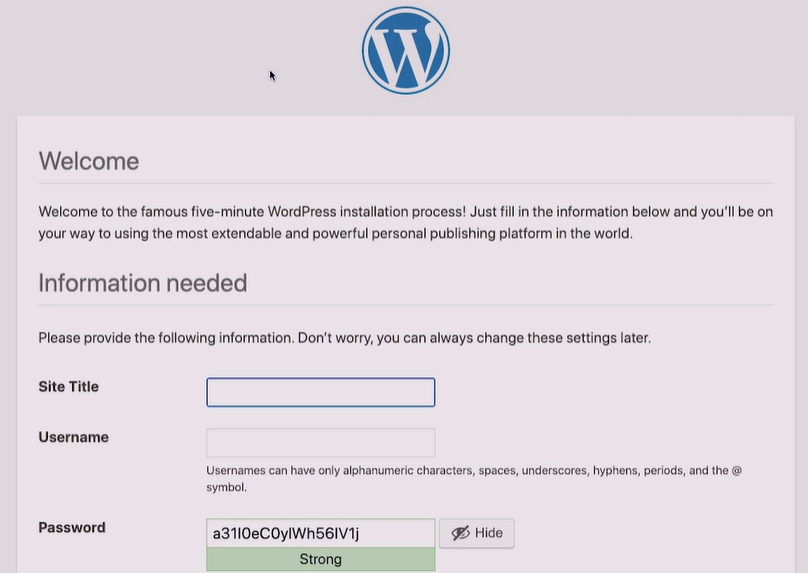 Welcome
Welcome to the famous five-minute WordPress installation process! Just fill in the information below and you’ll be on
your way to using the most extendable and powerful personal publishing platform in the world.
Information needed
Please provide the following information. Don’t worry, you can always change these settings later.
Site Title
Username
Usernames can have only alphanumeric characters, spaces, underscores, hyphens, periods, and the @
symbol.
Password
Hide
Strong